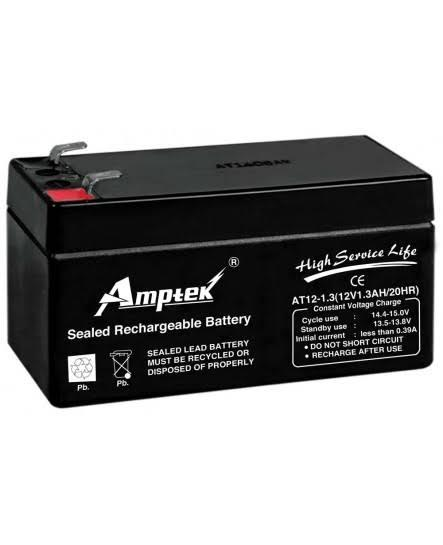 Amptek ®
Sealed Rechargeable Battery
Pb.
Pb.
SEALED LEAD BATTERY
MUST BE RECYCLED OR
DISPOSED OF PROPERLY
High Service Life
CE
AT12-1.3(12V1.3AH/20HR)
Constant Voltage Charge
Cycle use : 14.4-15.0V
Standby use : 13.5-13.8V
Initial current : less than 0.39A
• DO NOT SHORT CIRCUIT
• RECHARGE AFTER USE